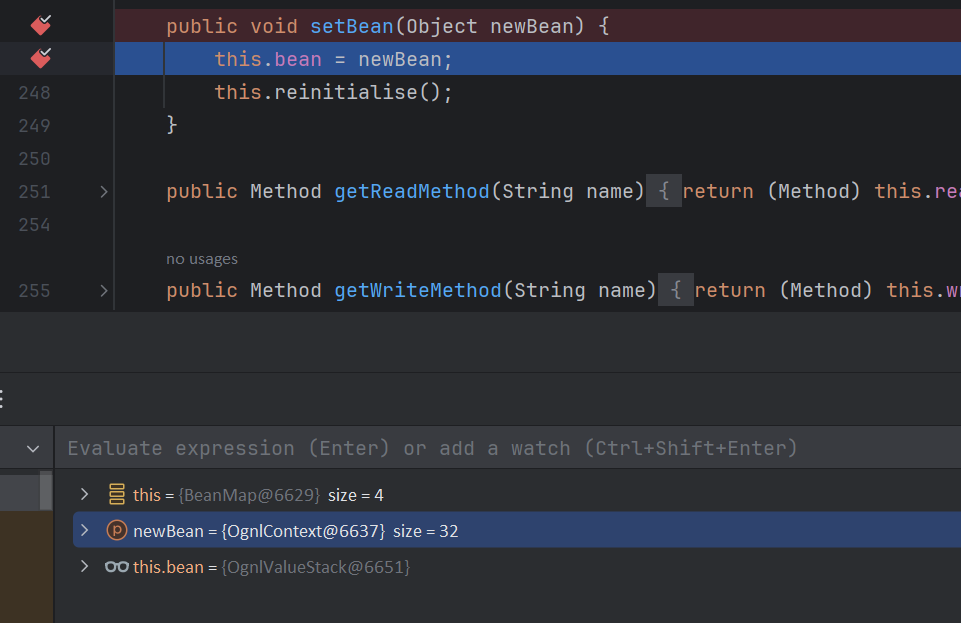 public void setBean(Object newBean) {
this.bean = newBean;
248 this.reinitialise();
249 }
250
251 public Method getReadMethod(String name) { return (Method) this.rea
254
no usages
255 public Method getWriteMethod(String name) { return (Method) this.wr
Evaluate expression (Enter) or add a watch (Ctrl+Shift+Enter)
this = {BeanMap@6629} size = 4
p newBean = {OgnlContext@6637} size = 32
this.bean = {OgnlValueStack@6651}